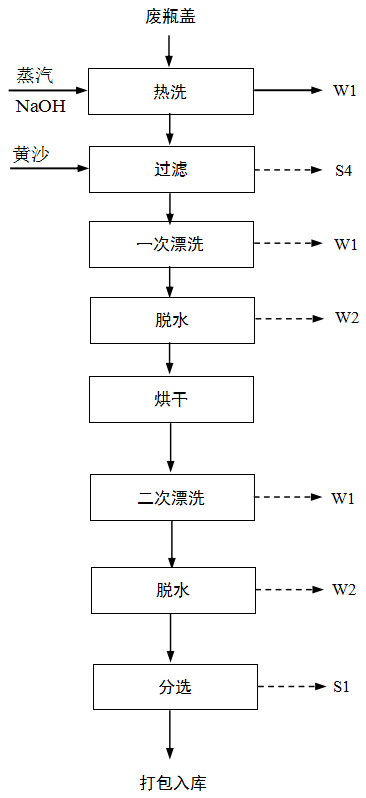 废瓶盖
蒸汽
NaOH
热洗
W1
黄沙
过滤
S4
一次漂洗
W1
脱水
W2
烘干
二次漂洗
W1
脱水
W2
分选
S1
打包入库